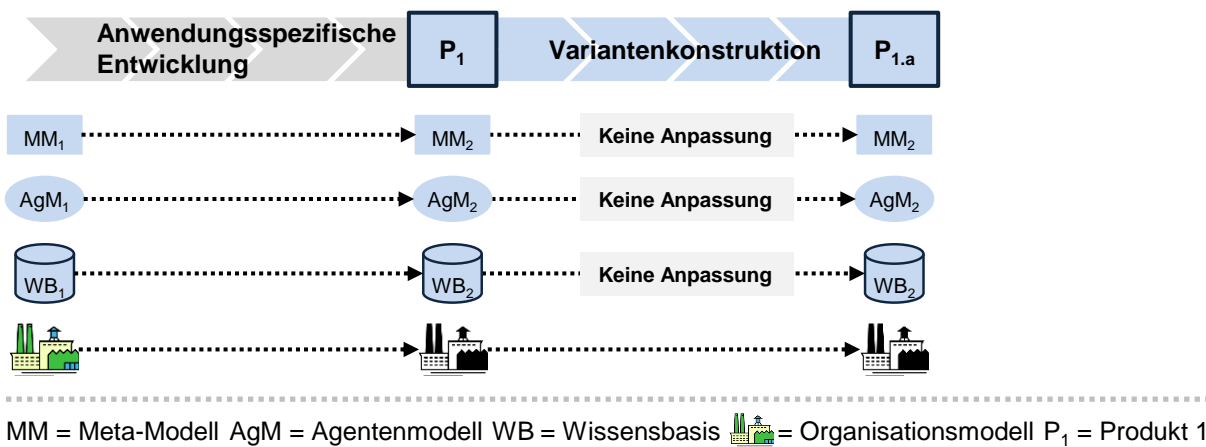 Anwendungsspezifische
Entwicklung
P1
Variantenkonstruktion
P1.a
MM1
MM2
Keine Anpassung
MM2
AgM1
AgM2
Keine Anpassung
AgM2
WB1
WB2
Keine Anpassung
WB2
MM = Meta-Modell AgM = Agentenmodell WB = Wissensbasis = Organisationsmodell P1 = Produkt 1